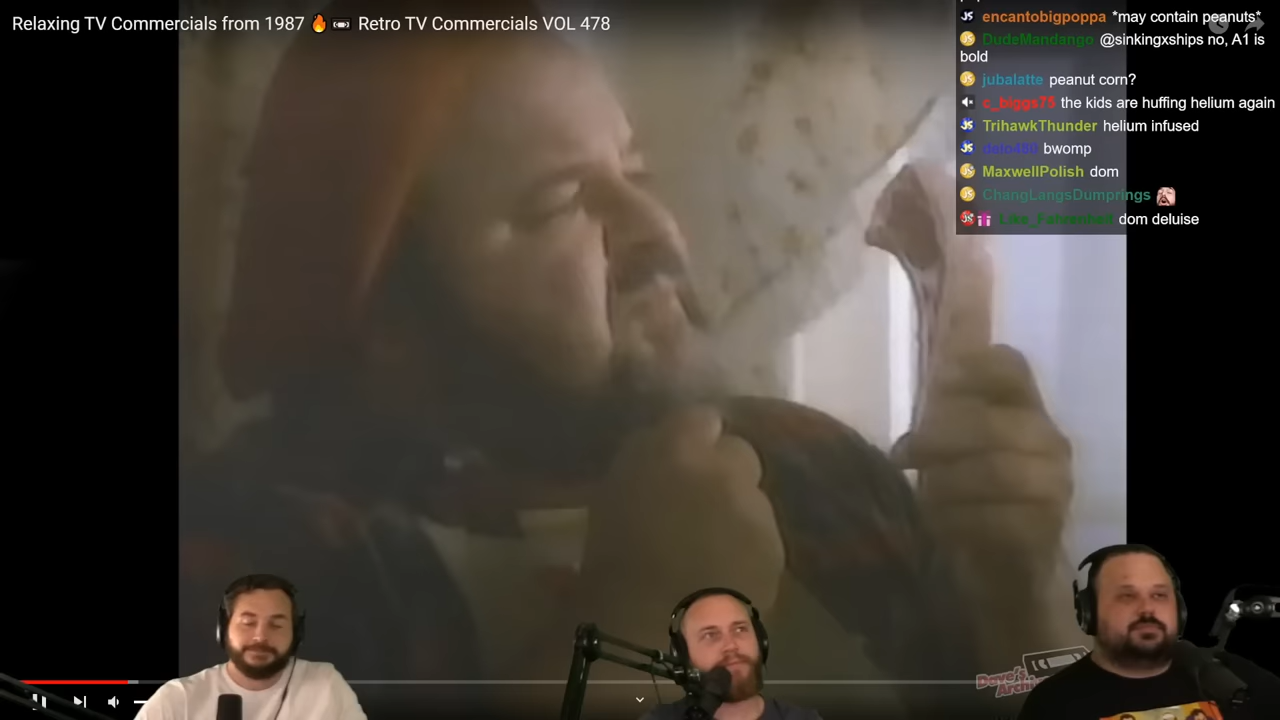 Relaxing TV Commercials from 1987 🔥📼 Retro TV Commercials VOL 478
encantobigpoppa *may contain peanuts*
DudeMandango @sinkingxships no, A1 is
bold
jubalatte peanut corn?
c_biggs75 the kids are huffing helium again
TrihawkThunder helium infused
bwomp
MaxwellPolish dom
ChangLangsDumprings
Like_Fahrenheit dom deluise
Dave's